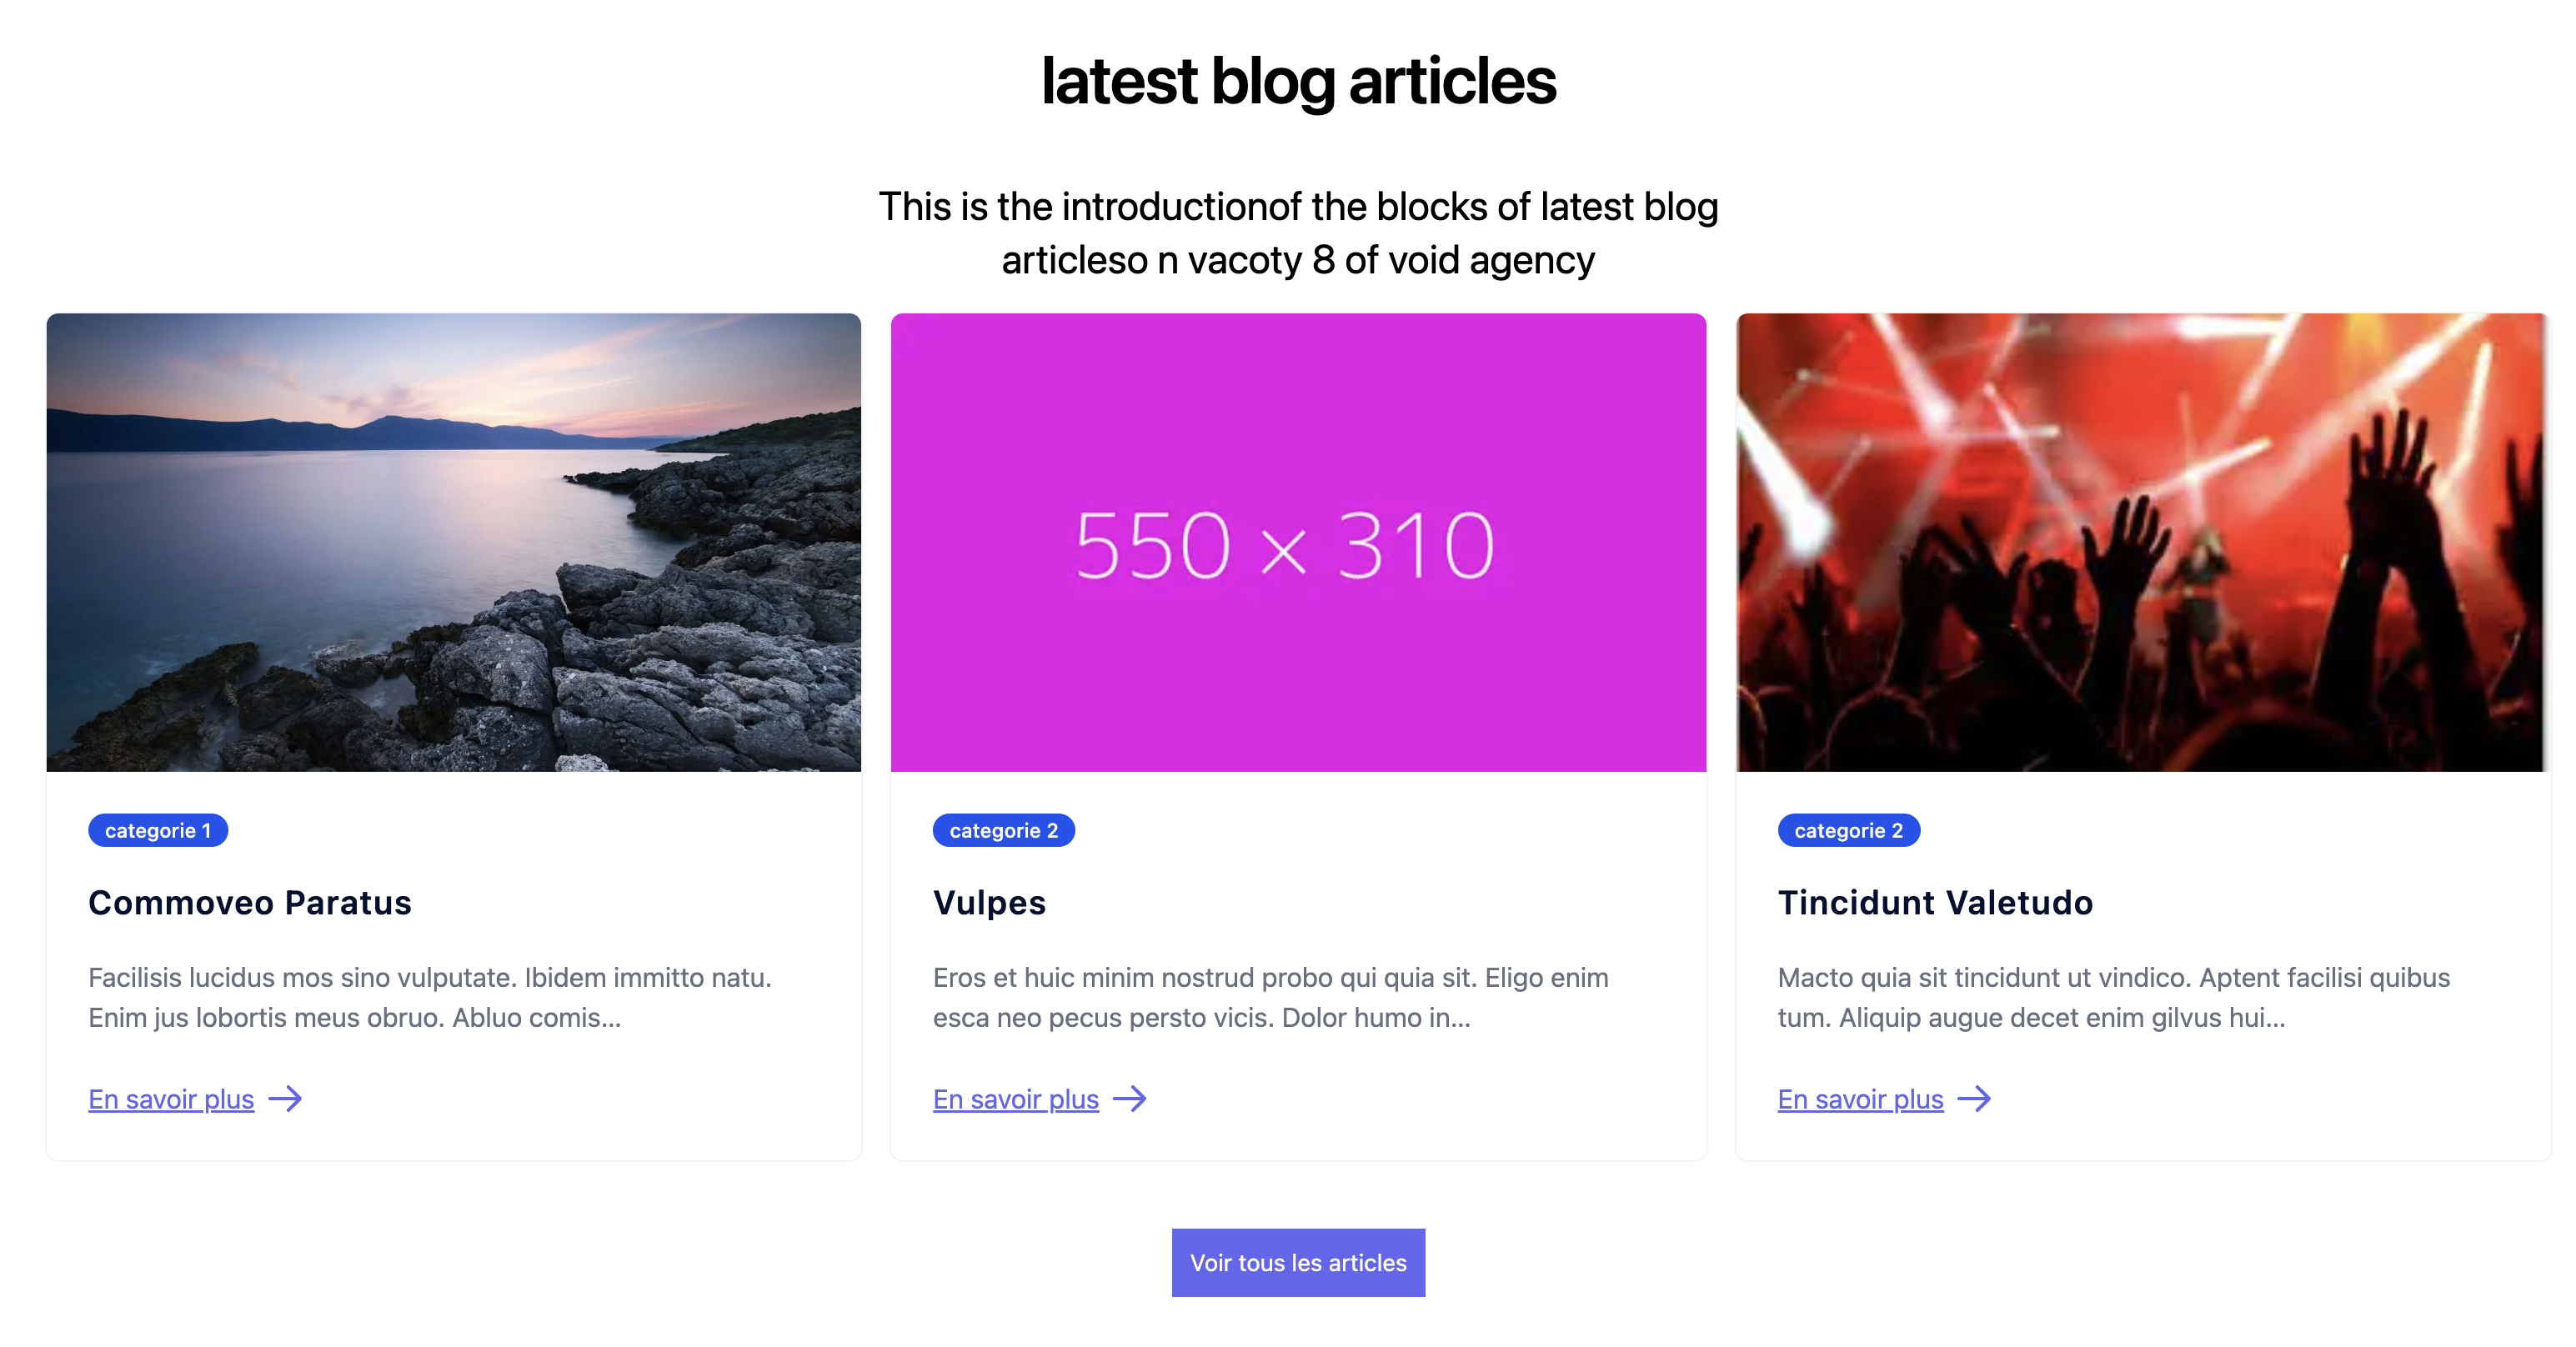 latest blog articles
This is the introductionof the blocks of latest blog
articleso n vacoty 8 of void agency
550 × 310
categorie 1
Commoveo Paratus
Facilisis lucidus mos sino vulputate. Ibidem immitto natu.
Enim jus lobortis meus obruo. Abluo comis...
En savoir plus
categorie 2
Vulpes
Eros et huic minim nostrud probo qui quia sit. Eligo enim
esca neo pecus persto vicis. Dolor humo in...
En savoir plus
categorie 2
Tincidunt Valetudo
Macto quia sit tincidunt ut vindico. Aptent facilisi quibus
tum. Aliquip augue decet enim gilvus hui...
En savoir plus
Voir tous les articles